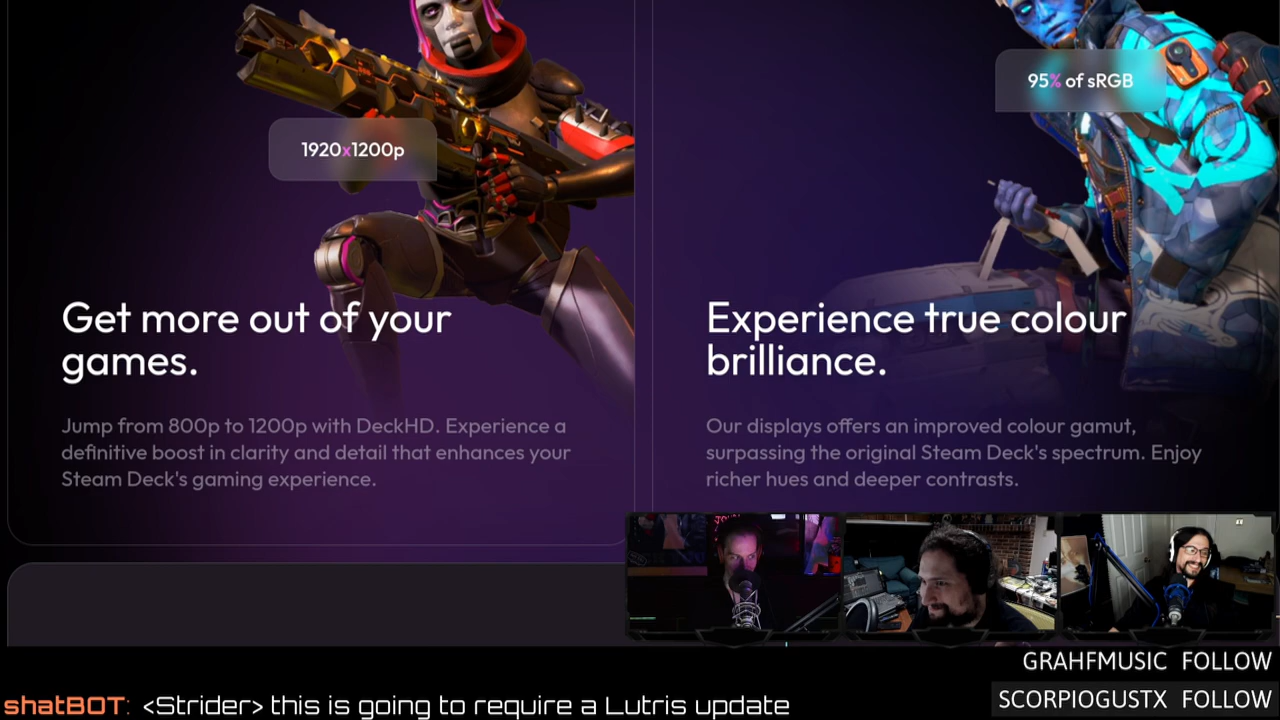 1920x1200p
Get more out of your
games.
Jump from 800p to 1200p with DeckHD. Experience a
definitive boost in clarity and detail that enhances your
Steam Deck's gaming experience.
95% of sRGB
Experience true colour
brilliance.
Our displays offers an improved colour gamut,
surpassing the original Steam Deck's spectrum. Enjoy
richer hues and deeper contrasts.
GRAHFMUSIC FOLLOW
SCORPIOGUSTX FOLLOW
shatBOT: <Strider> this is going to require a Lutris update